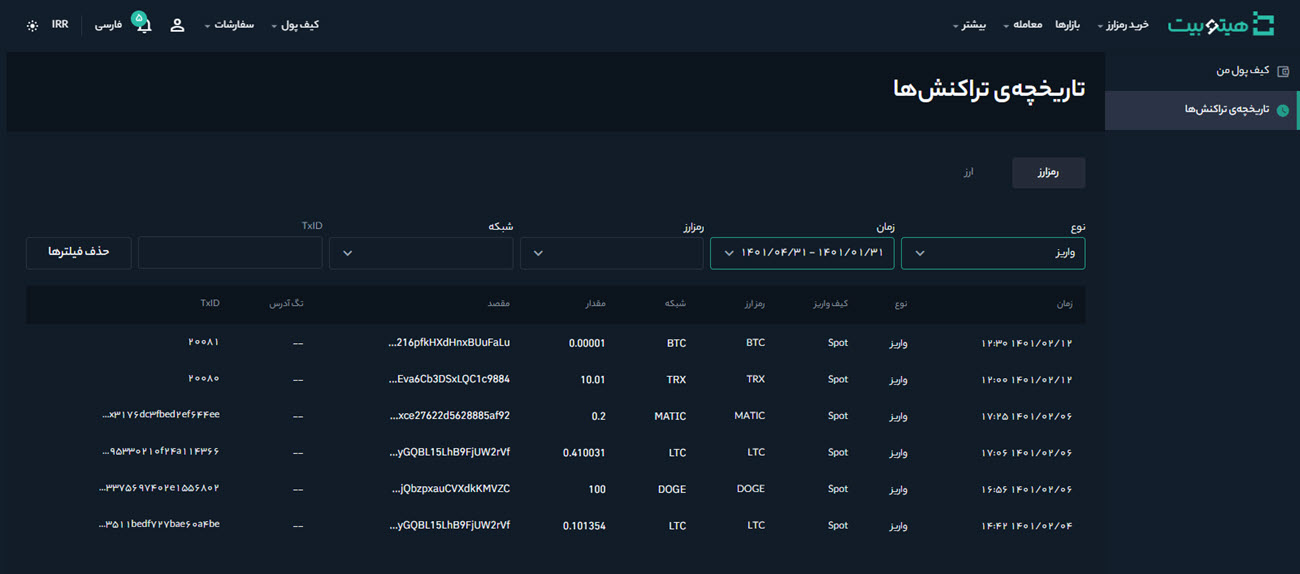 هیتوبیت خرید رمزارز بازارها معامله بیشتر کیف پول سفارشات ۵ فارسی IRR
کیف پول من
تاریخچه‌ی تراکنش‌ها
تاریخچه‌ی تراکنش‌ها
رمزارز ارز
نوع زمان رمزارز شبکه TxID
واریز ۱۴۰۱/۰۱/۳۱ - ۱۴۰۱/۰۴/۳۱ حذف فیلترها
زمان نوع کیف واریز رمز ارز شبکه مقدار مقصد تگ آدرس TxID
۱۴۰۱/۰۲/۱۲ ۱۲:۳۰ واریز Spot BTC BTC 0.00001 ...216pfkHXdHnxBUuFaLu -- ۲۰۰۸۱
۱۴۰۱/۰۲/۱۲ ۱۲:۰۰ واریز Spot TRX TRX 10.01 ...Eva6Cb3DSxLQC1c9884 -- ۲۰۰۸۰
۱۴۰۱/۰۲/۰۶ ۱۷:۲۵ واریز Spot MATIC MATIC 0.2 ...xce27622d5628885af92 -- ...x۳۱۷۶dc۳fbed۲ef۶۴۴ee
۱۴۰۱/۰۲/۰۶ ۱۷:۰۶ واریز Spot LTC LTC 0.410031 ...yGQBL15LhB9FjUW2rVf -- ...۹۵۳۳۰۲۱۰f۲۴a۱۱۴۳۶۶
۱۴۰۱/۰۲/۰۶ ۱۶:۵۶ واریز Spot DOGE DOGE 100 ...jQbzpxauCVXdkKMVZC -- ...۳۳۷۵۶۹۷۴۰۲e۱۵۵۶۸۰۲
۱۴۰۱/۰۲/۰۴ ۱۴:۴۲ واریز Spot LTC LTC 0.101354 ...yGQBL15LhB9FjUW2rVf -- ...۳۵۱۱bedf۷۲۷bae۶۰a۴be